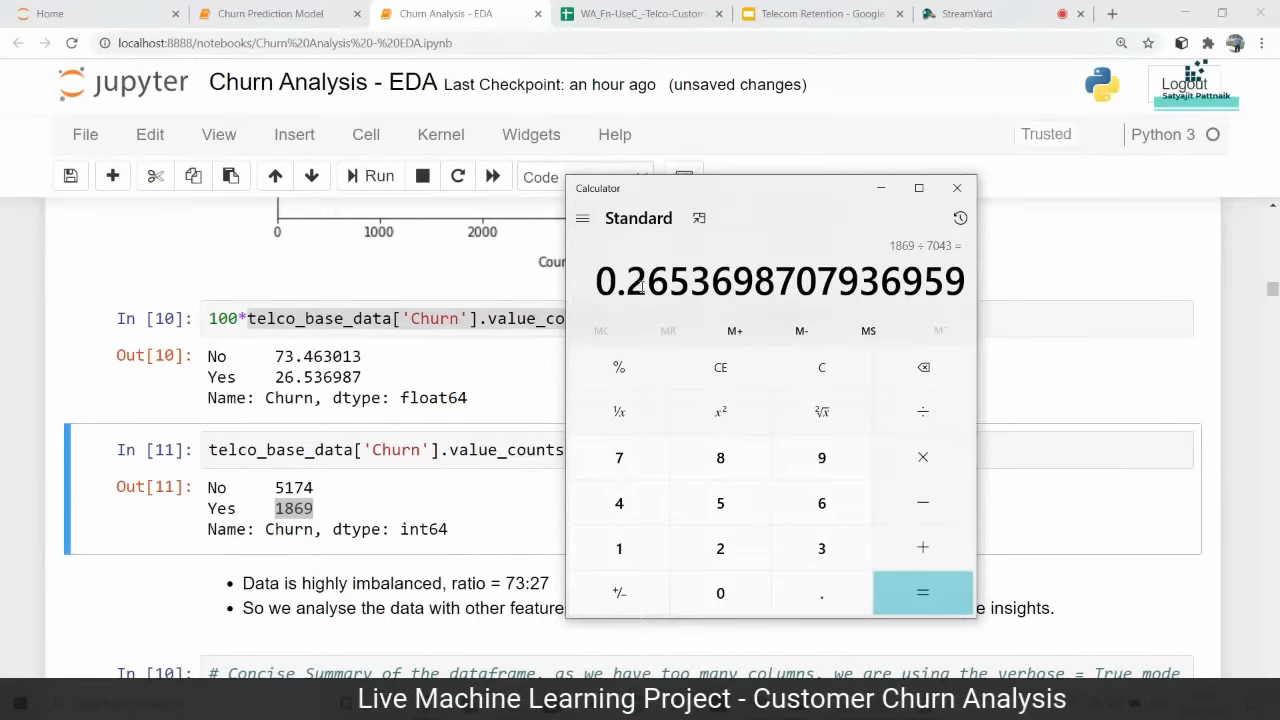 Home
Churn Prediction Model
Churn Analysis - EDA
WA_Fn-UseC_-Telco-Custom
Telecom Retention - Google
StreamYard
localhost:8888/notebooks/Churn%20Analysis%20-%20EDA.ipynb
jupyter Churn Analysis - EDA Last Checkpoint: an hour ago (unsaved changes)
Logout
Satyajit Pattnaik
File Edit View Insert Cell Kernel Widgets Help
Trusted
Python 3
Run
Code
0 1000 2000
Coun
In [10]: 100*telco_base_data['Churn'].value_co
Out[10]: No 73.463013
Yes 26.536987
Name: Churn, dtype: float64
In [11]: telco_base_data['Churn'].value_counts
Out[11]: No 5174
Yes 1869
Name: Churn, dtype: int64
• Data is highly imbalanced, ratio = 73:27
• So we analyse the data with other feature
e insights.
In [10]: # Concise Summary of the dataframe, as we have too many columns, we are using the verbose = True mode
Calculator
Standard
1869 ÷ 7043 =
0.2653698707936959
MC MR M+ M- MS M
% CE C
¹/x x² ²√x ÷
7 8 9 ×
4 5 6 −
1 2 3 +
+/− 0 . =
Live Machine Learning Project - Customer Churn Analysis